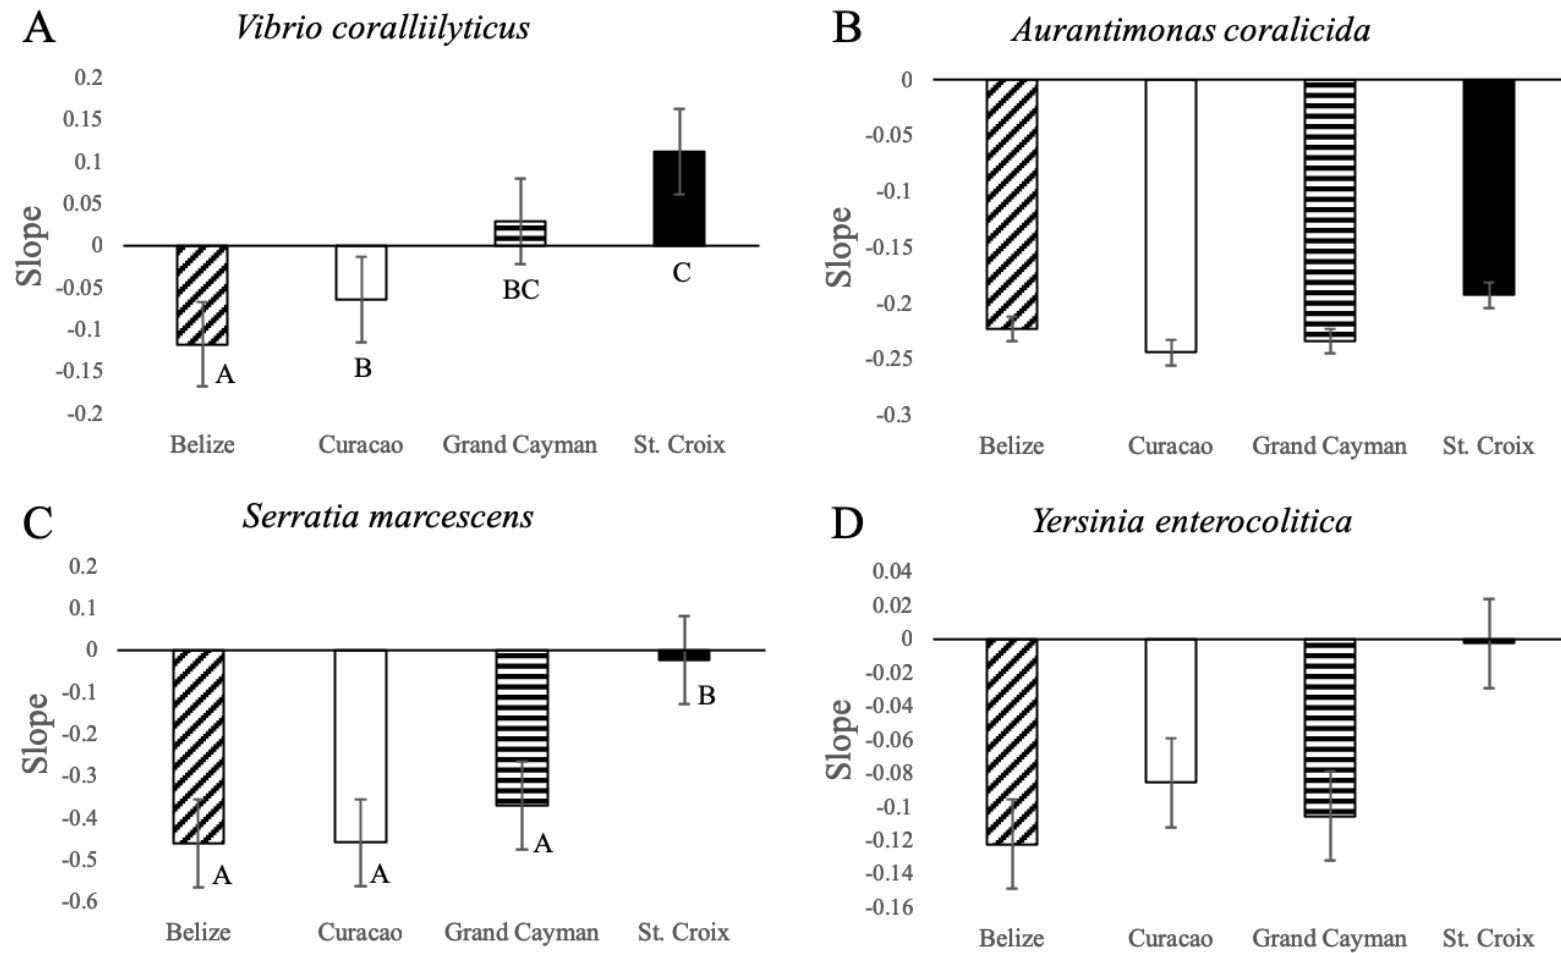 A
Vibrio coralliilyticus
0.2
0.15
0.1
0.05
0
-0.05
-0.1
-0.15
-0.2
Slope
A
B
BC
C
Belize
Curacao
Grand Cayman
St. Croix
B
Aurantimonas coralicida
0
-0.05
-0.1
-0.15
-0.2
-0.25
-0.3
Slope
Belize
Curacao
Grand Cayman
St. Croix
C
Serratia marcescens
0.2
0.1
0
-0.1
-0.2
-0.3
-0.4
-0.5
-0.6
Slope
A
A
A
B
Belize
Curacao
Grand Cayman
St. Croix
D
Yersinia enterocolitica
0.04
0.02
0
-0.02
-0.04
-0.06
-0.08
-0.1
-0.12
-0.14
-0.16
Slope
Belize
Curacao
Grand Cayman
St. Croix